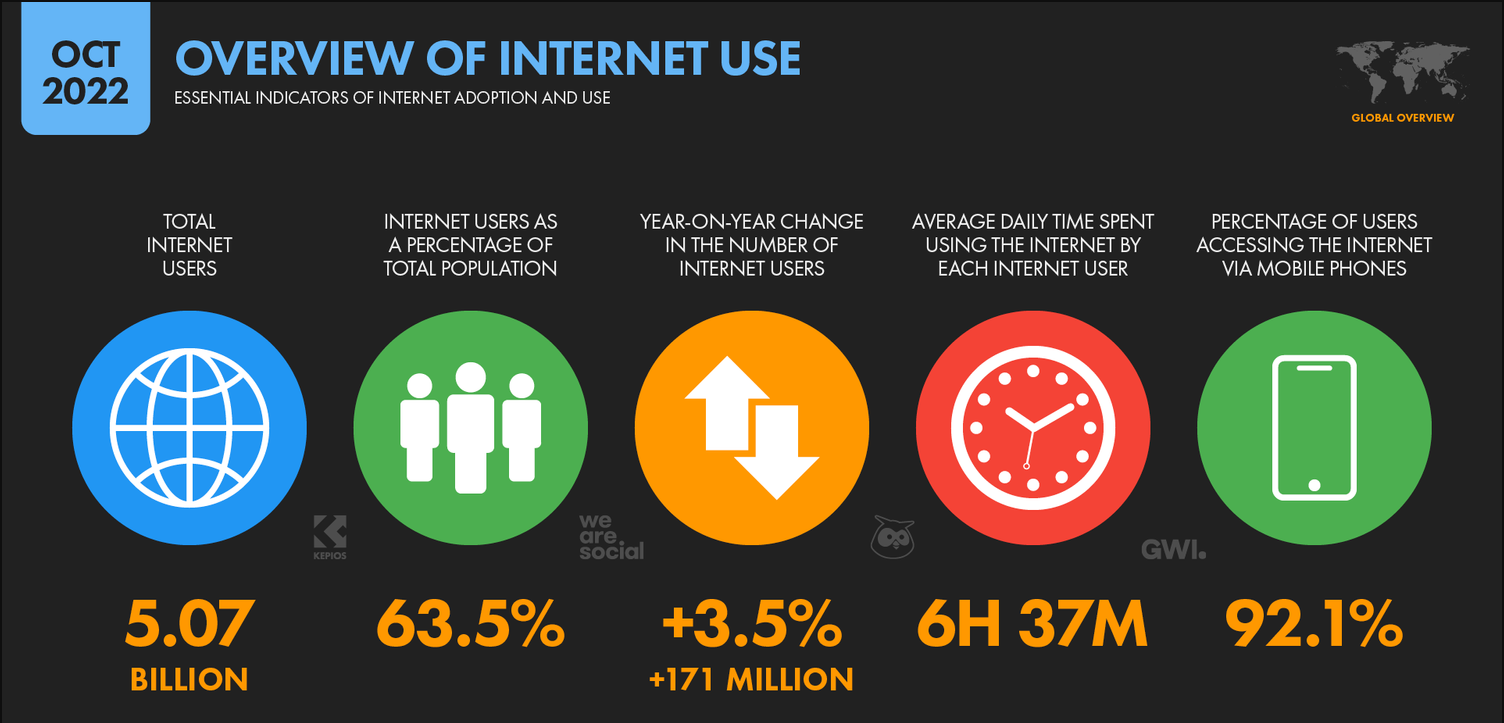 OCT
2022
OVERVIEW OF INTERNET USE
ESSENTIAL INDICATORS OF INTERNET ADOPTION AND USE
GLOBAL OVERVIEW
TOTAL
INTERNET
USERS
INTERNET USERS AS
A PERCENTAGE OF
TOTAL POPULATION
YEAR-ON-YEAR CHANGE
IN THE NUMBER OF
INTERNET USERS
AVERAGE DAILY TIME SPENT
USING THE INTERNET BY
EACH INTERNET USER
PERCENTAGE OF USERS
ACCESSING THE INTERNET
VIA MOBILE PHONES
KEPIOS
we
are
social
GWI.
5.07
BILLION
63.5%
+3.5%
+171 MILLION
6H 37M
92.1%